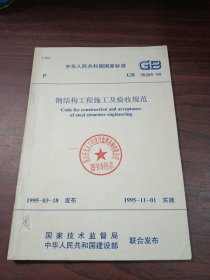 UDC
中华人民共和国国家标准
GB
P
GB 50205-95
钢结构工程施工及验收规范
Code for construction and acceptance
of steel structure engineering
1995-03-18 发布
1995-11-01 实施
国家技术监督局
中华人民共和国建设部
联合发布